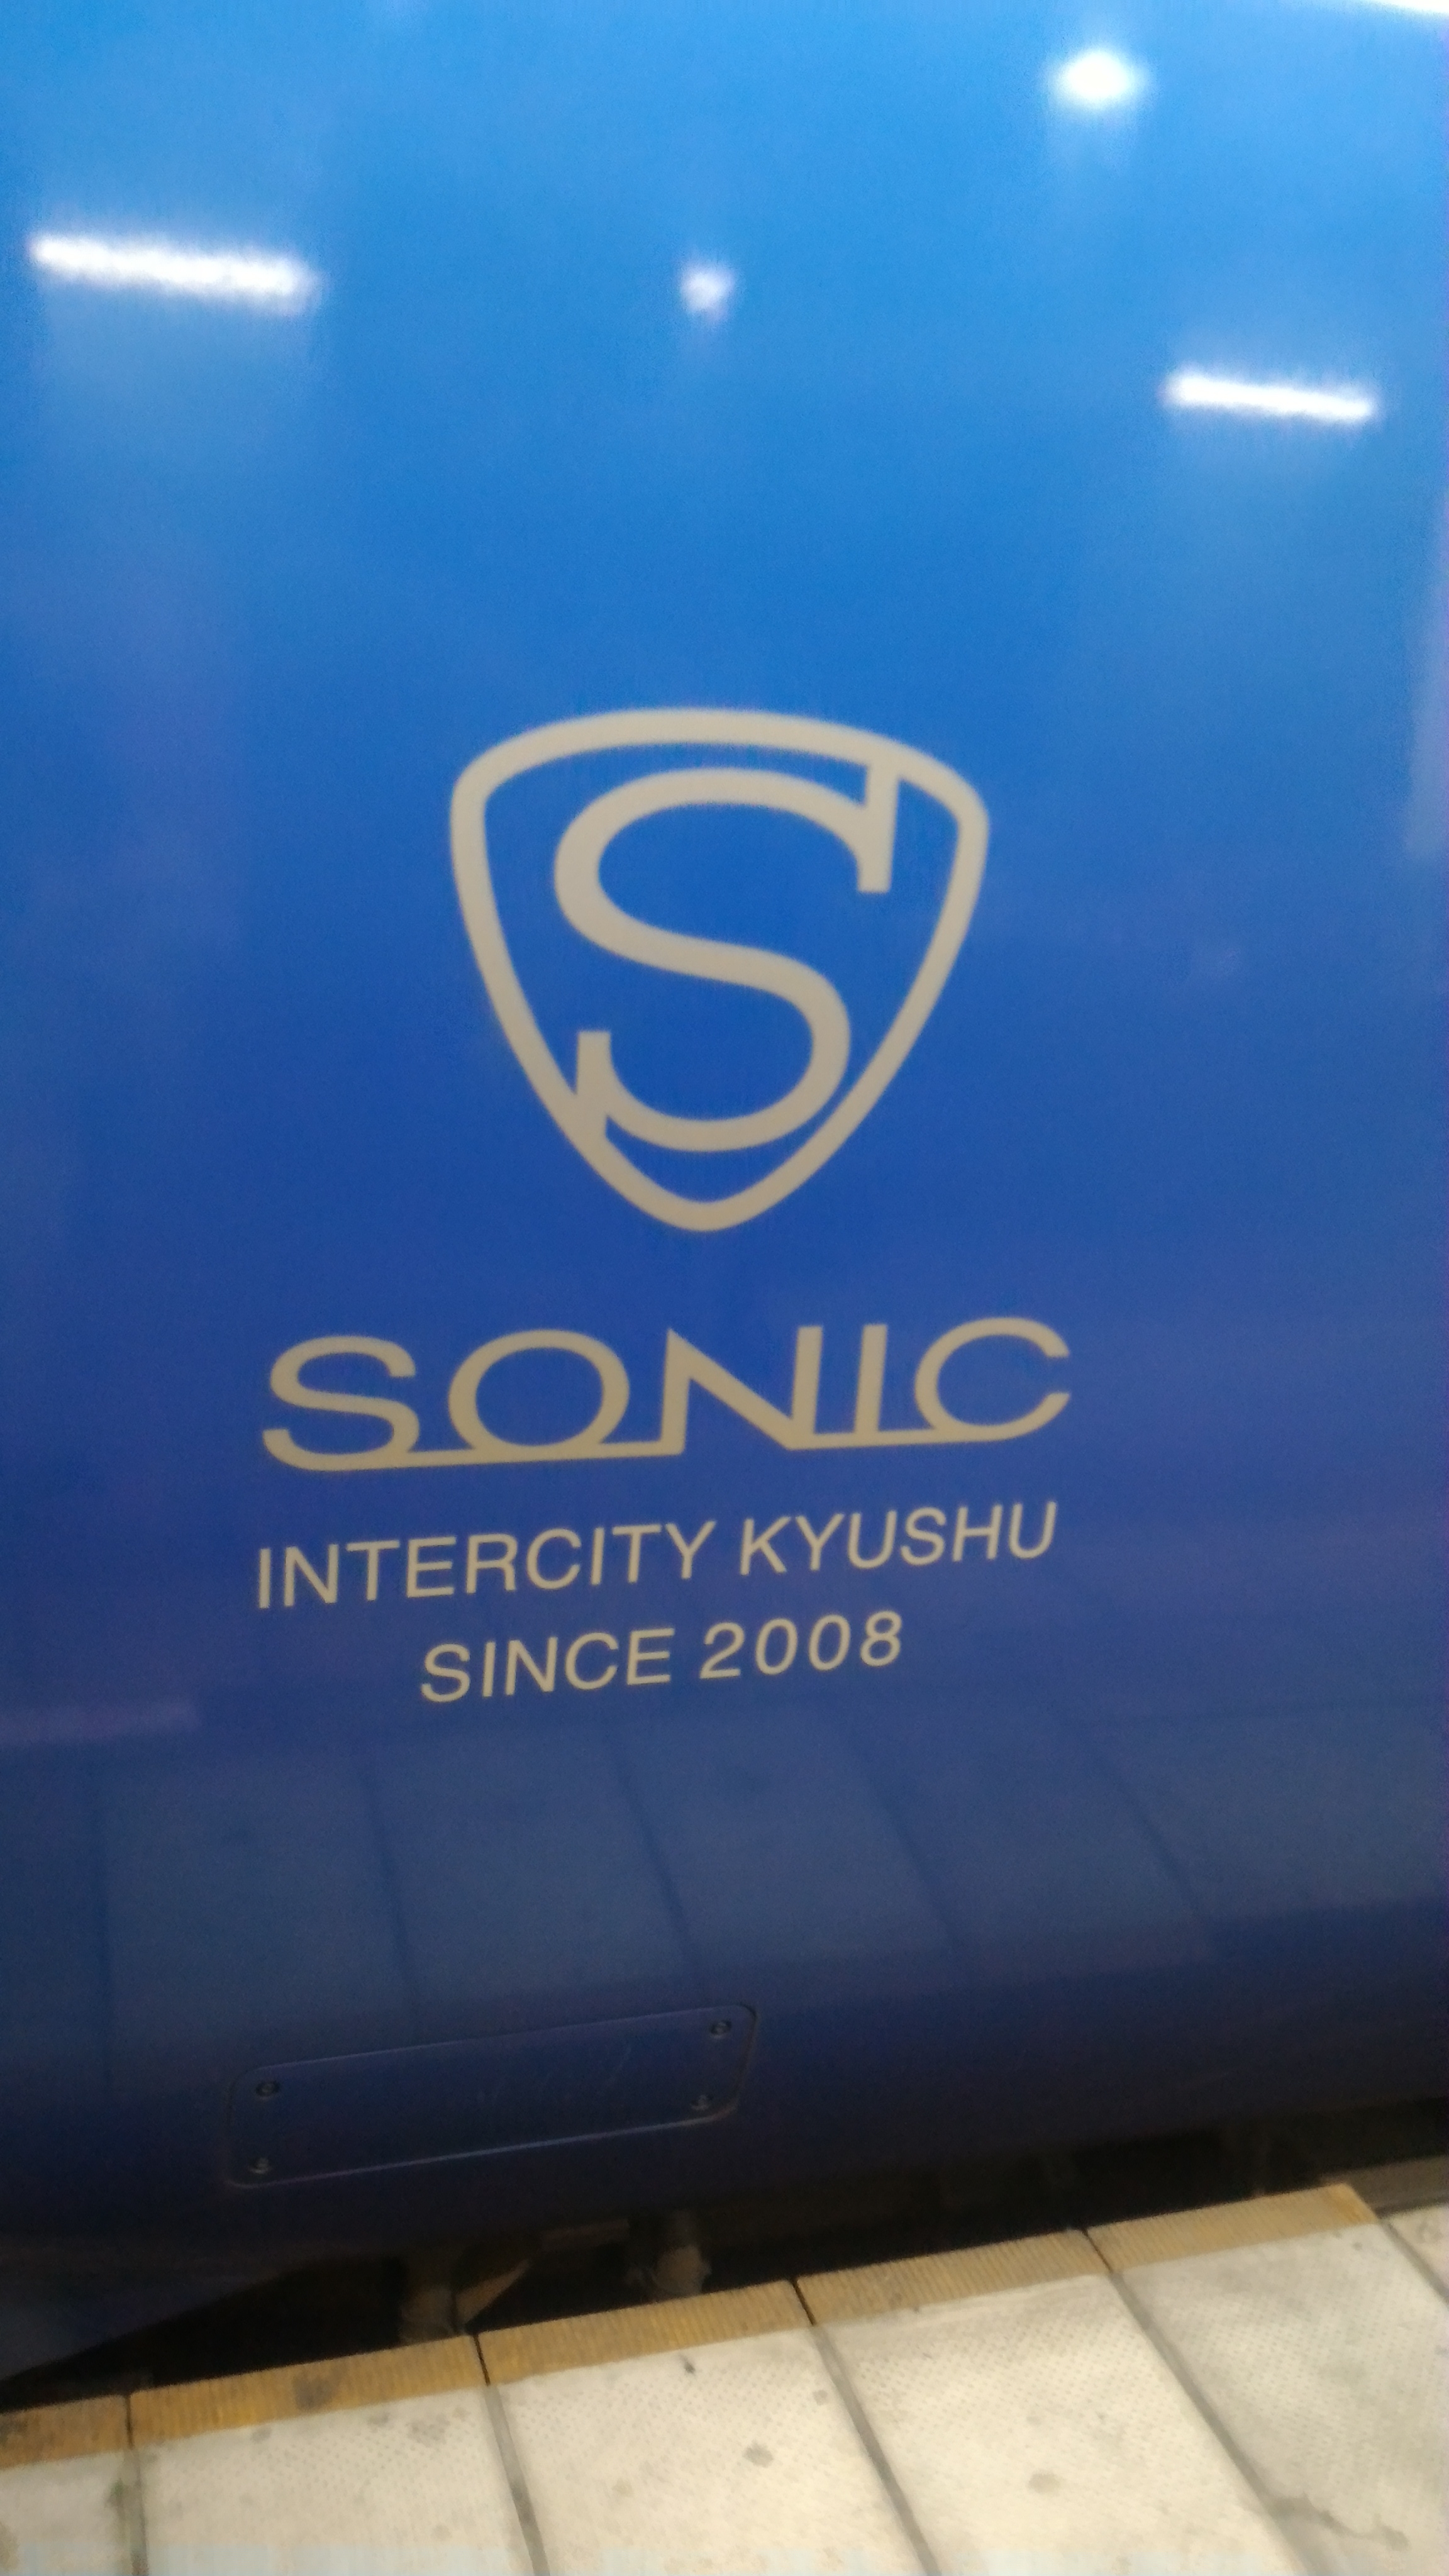 S
SONIC
INTERCITY KYUSHU
SINCE 2008